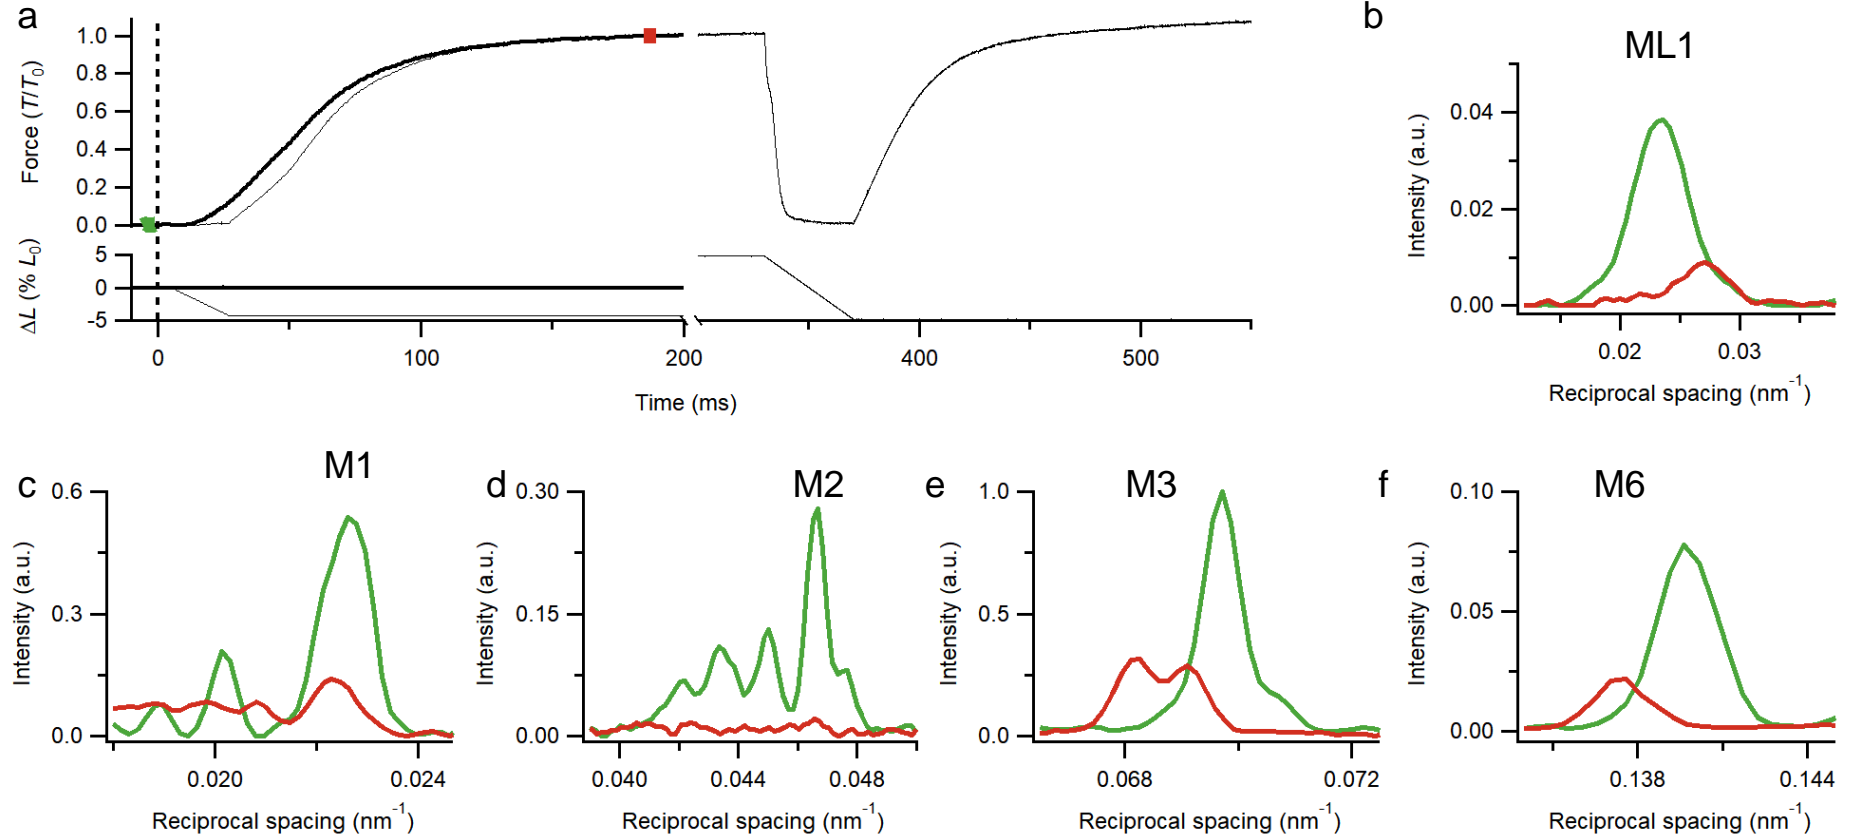 a
1.0
0.8
0.6
0.4
0.2
0.0
Force (T/T0)
5
0
-5
ΔL (% L0)
0
100
200
400
500
Time (ms)
b
ML1
0.04
0.02
0.00
Intensity (a.u.)
0.02
0.03
Reciprocal spacing (nm-1)
c
M1
0.6
0.3
0.0
Intensity (a.u.)
0.020
0.024
Reciprocal spacing (nm-1)
d
M2
0.30
0.15
0.00
Intensity (a.u.)
0.040
0.044
0.048
Reciprocal spacing (nm-1)
e
M3
1.0
0.5
0.0
Intensity (a.u.)
0.068
0.072
Reciprocal spacing (nm-1)
f
M6
0.10
0.05
0.00
Intensity (a.u.)
0.138
0.144
Reciprocal spacing (nm-1)